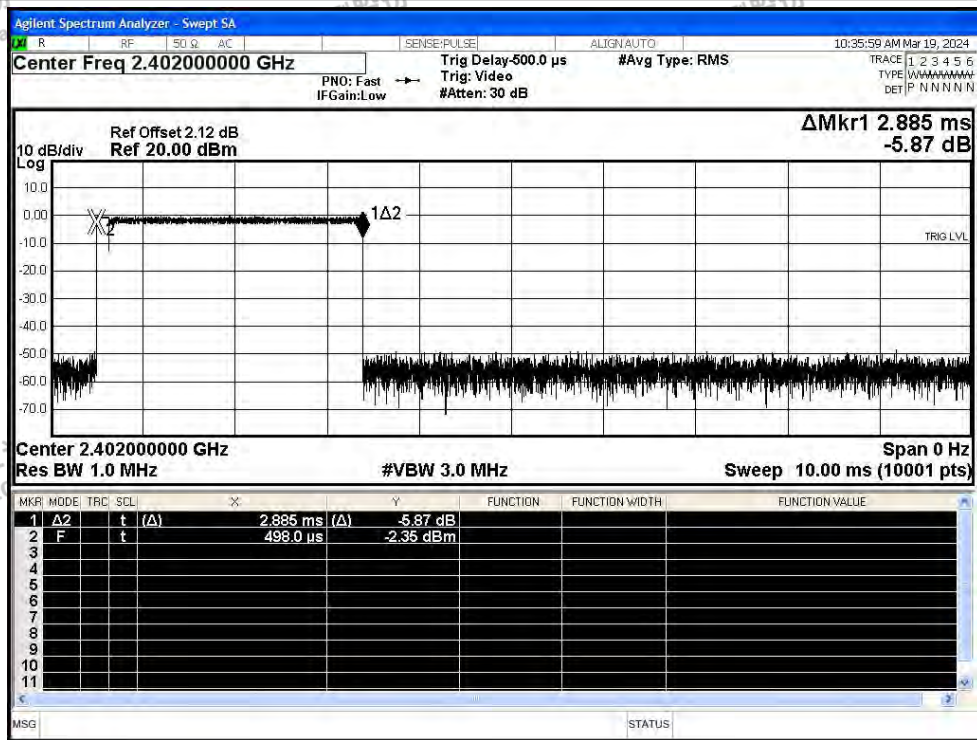 Agilent Spectrum Analyzer - Swept SA
LXI R RF 50 Ω AC SENSE:PULSE ALIGN AUTO 10:35:59 AM Mar 19, 2024
Center Freq 2.402000000 GHz
PNO: Fast
IFGain:Low
Trig Delay-500.0 µs
Trig: Video
#Atten: 30 dB
#Avg Type: RMS
TRACE 1 2 3 4 5 6
TYPE
DET P N N N N N
ΔMkr1 2.885 ms
-5.87 dB
Ref Offset 2.12 dB
10 dB/div Ref 20.00 dBm
Log
10.0
0.00
-10.0
-20.0
-30.0
-40.0
-50.0
-60.0
-70.0
2
1Δ2
TRIG LVL
Center 2.402000000 GHz Span 0 Hz
Res BW 1.0 MHz #VBW 3.0 MHz Sweep 10.00 ms (10001 pts)
MKR MODE TRC SCL X Y FUNCTION FUNCTION WIDTH FUNCTION VALUE
1 Δ2 t (Δ) 2.885 ms (Δ) -5.87 dB
2 F t 498.0 µs -2.35 dBm
3
4
5
6
7
8
9
10
11
MSG STATUS